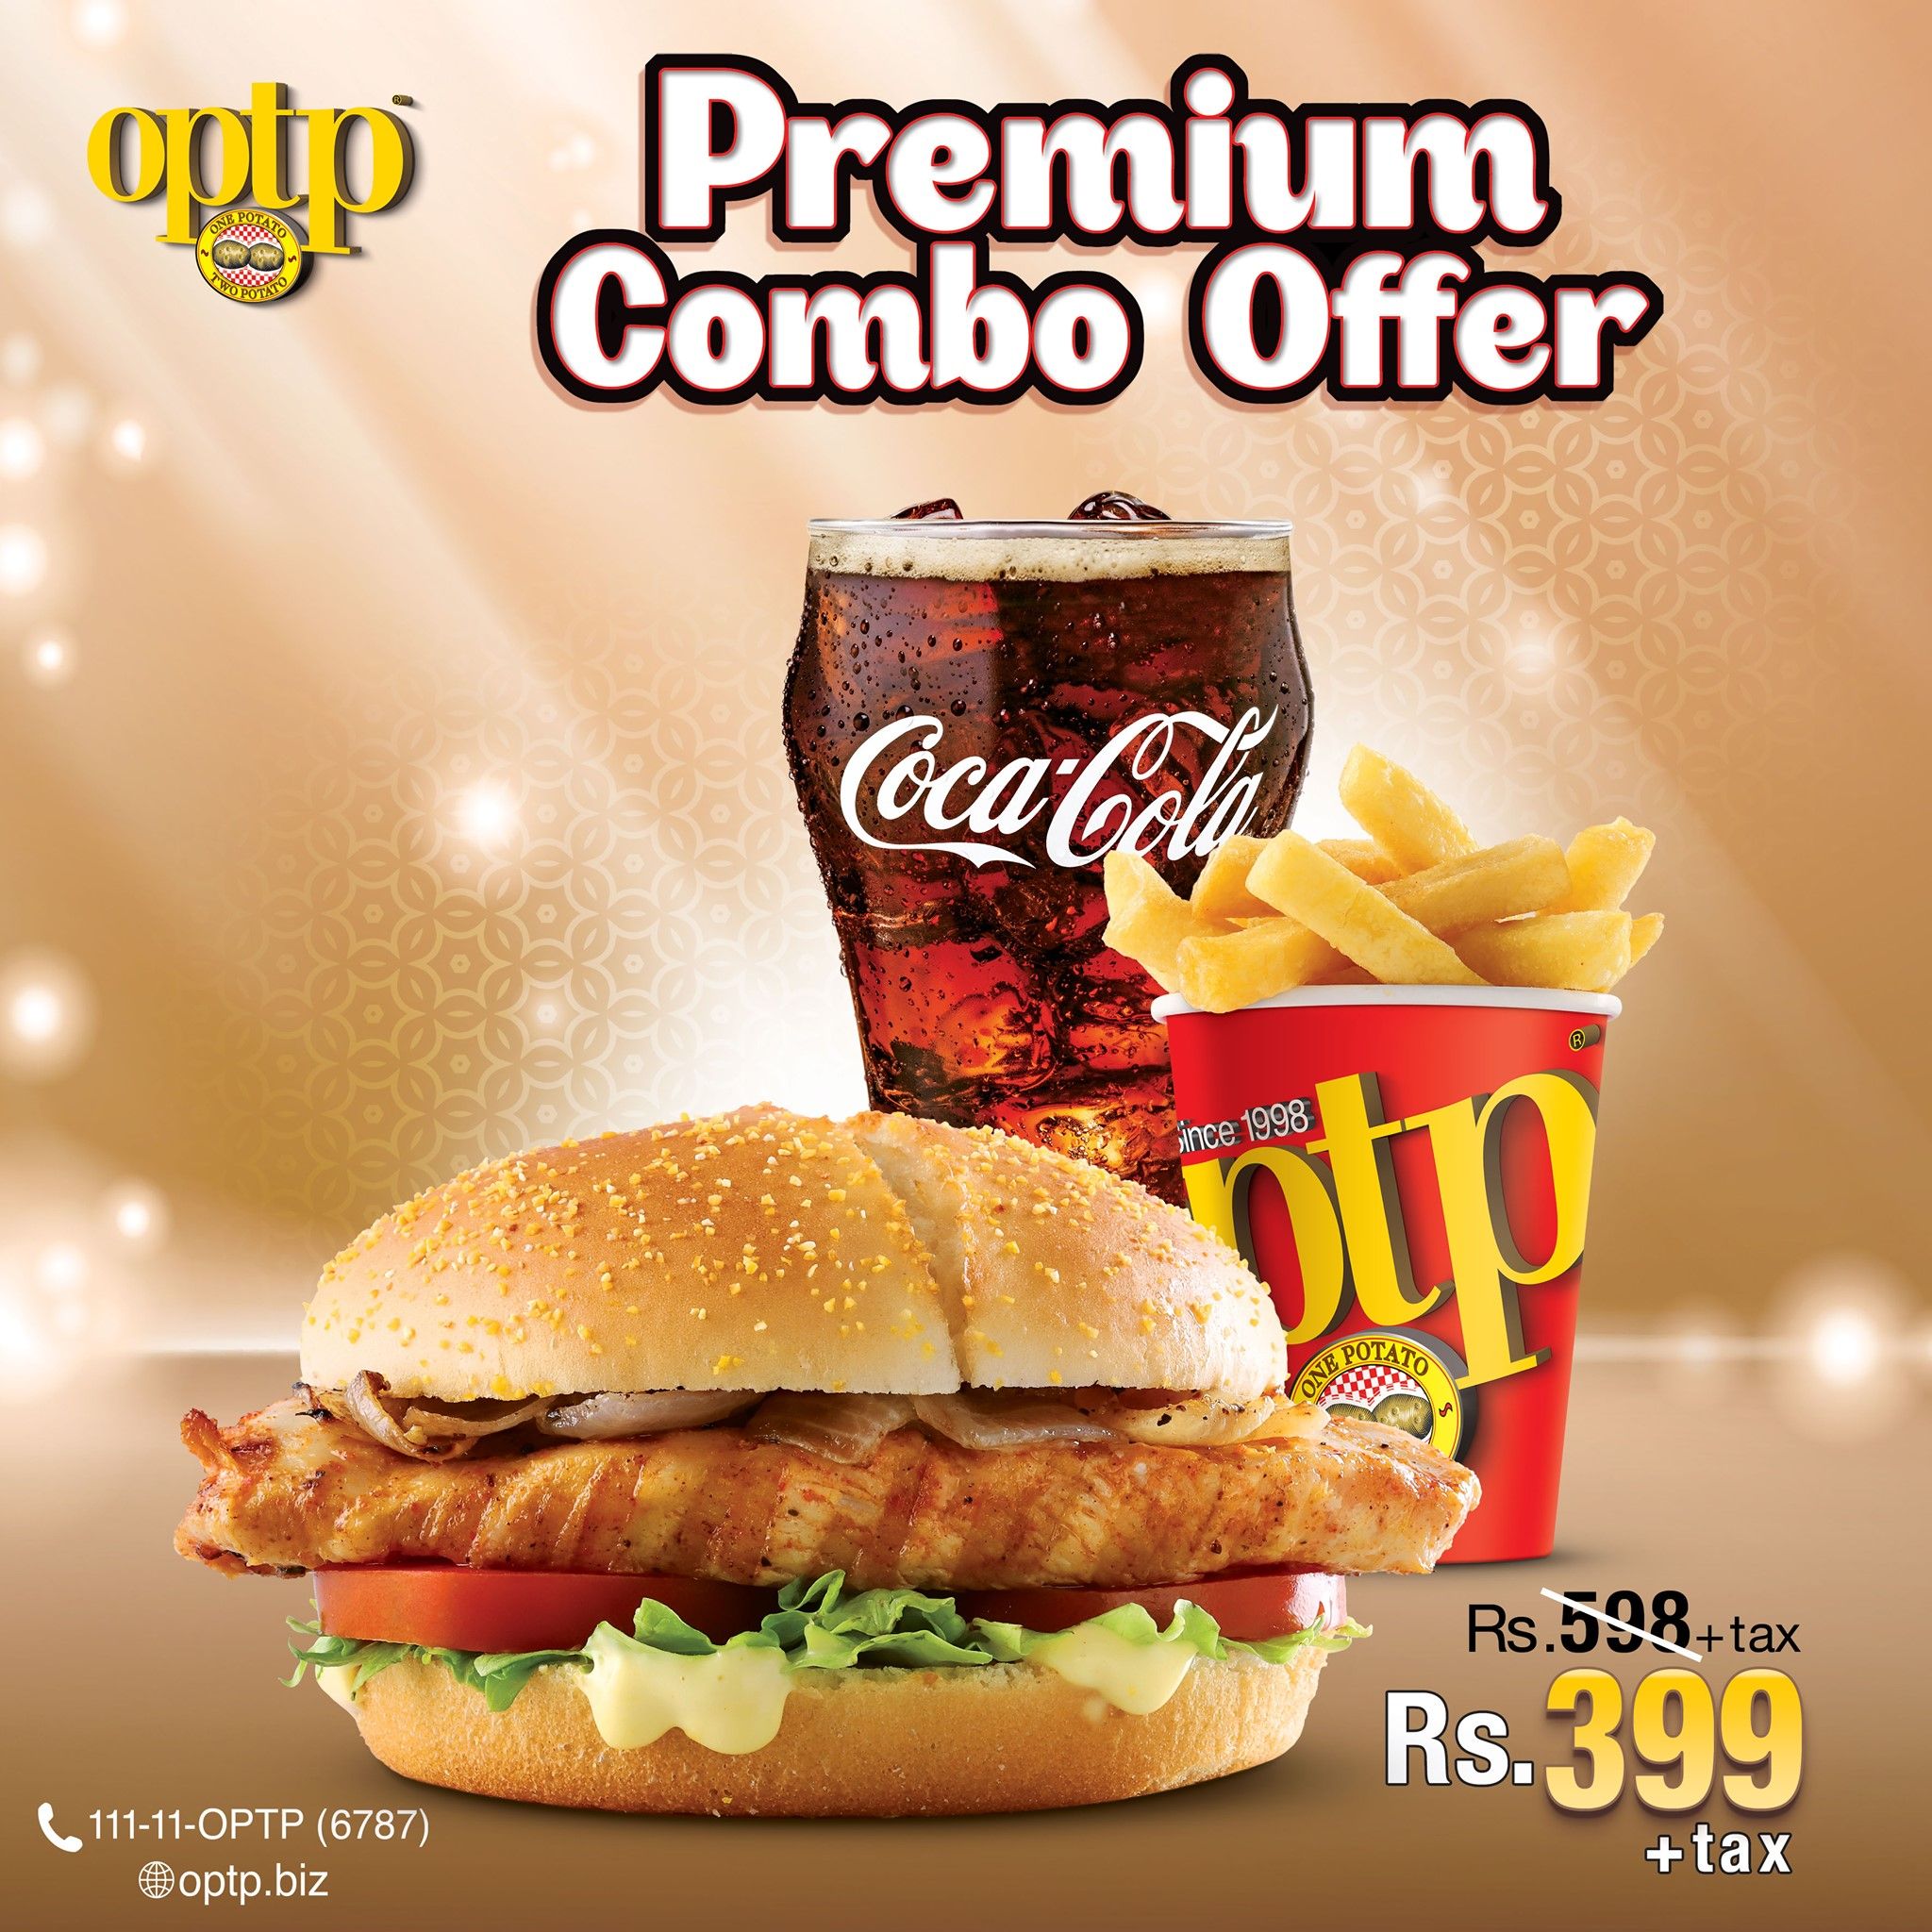 optp
ONE POTATO
TWO POTATO
Premium
Combo Offer
Coca-Cola
Since 1998
ptp
ONE POTATO
Rs.598+tax
Rs.399
+tax
111-11-OPTP (6787)
optp.biz